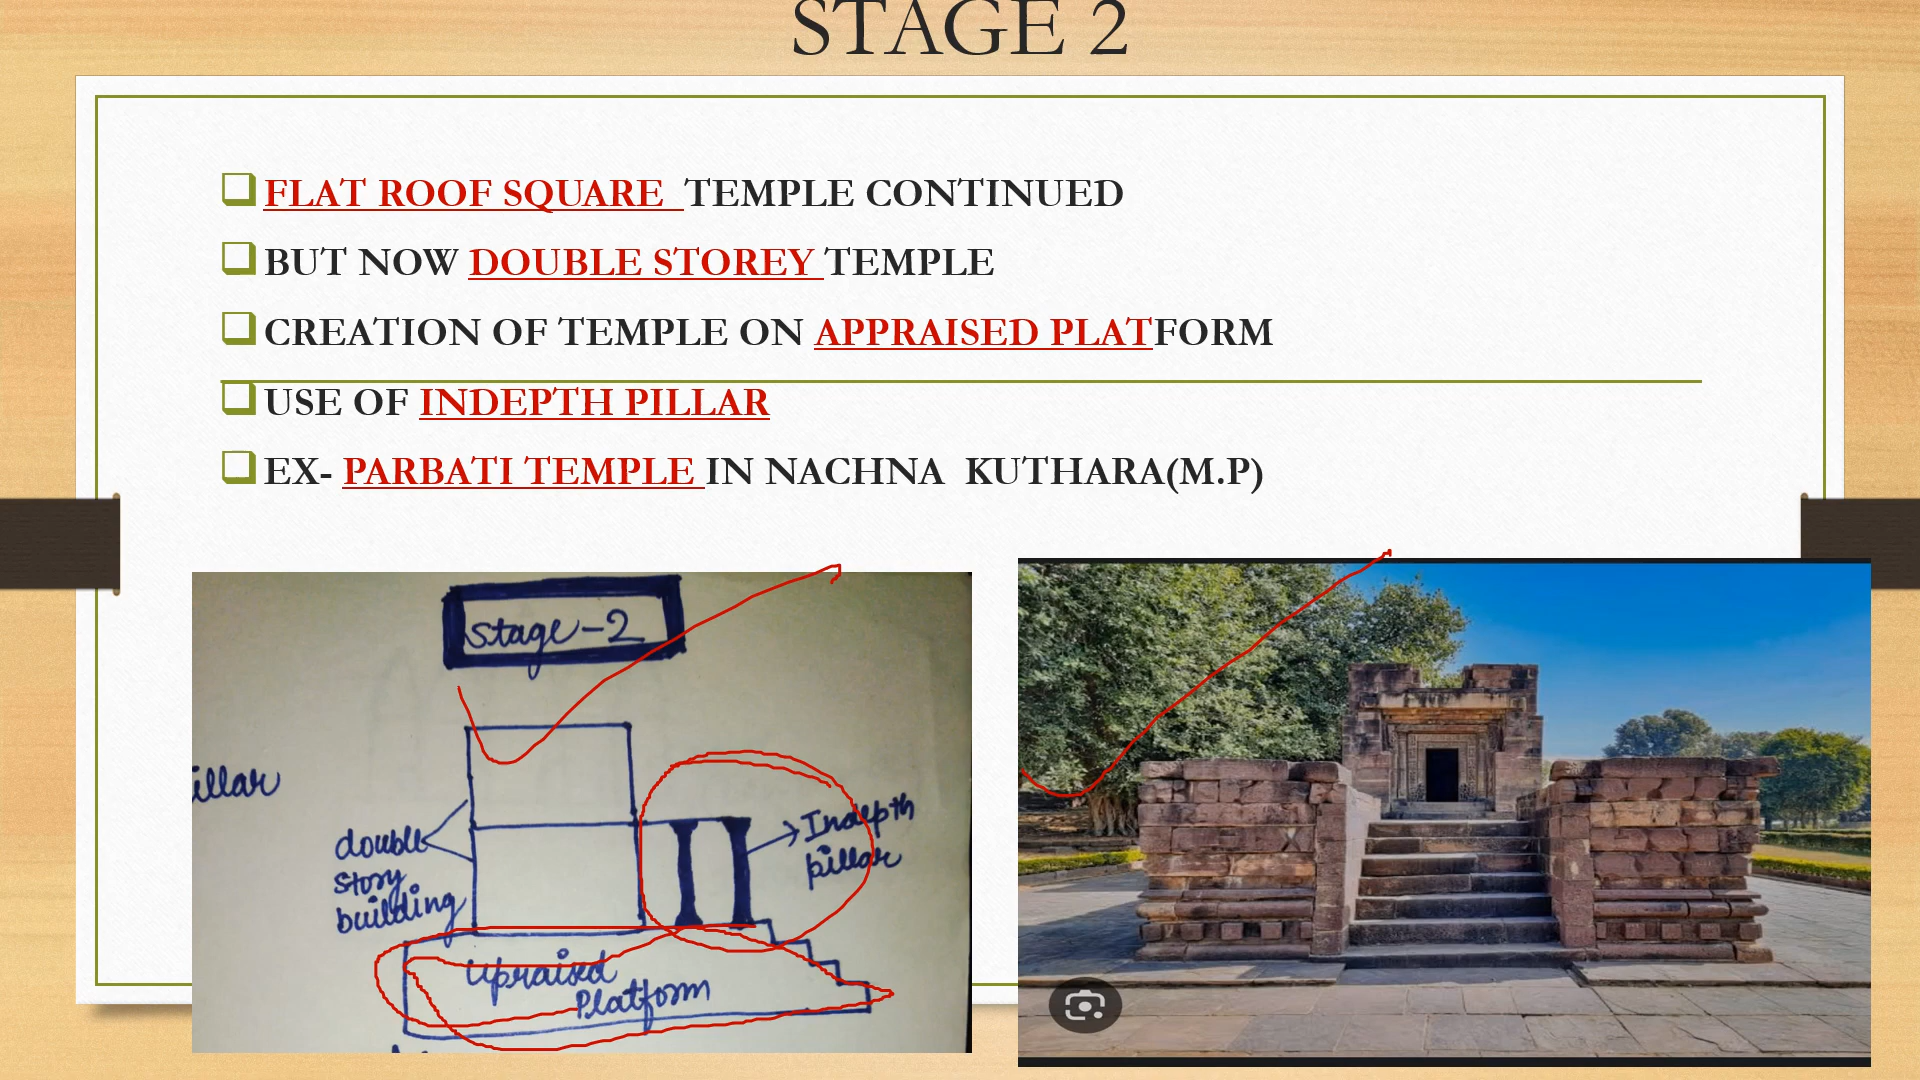 STAGE 2
FLAT ROOF SQUARE TEMPLE CONTINUED
BUT NOW DOUBLE STOREY TEMPLE
CREATION OF TEMPLE ON APPRAISED PLATFORM
USE OF INDEPTH PILLAR
EX- PARBATI TEMPLE IN NACHNA KUTHARA(M.P)
Stage-2
illar
double
story
building
Indepth
pillar
Upraised
Platform